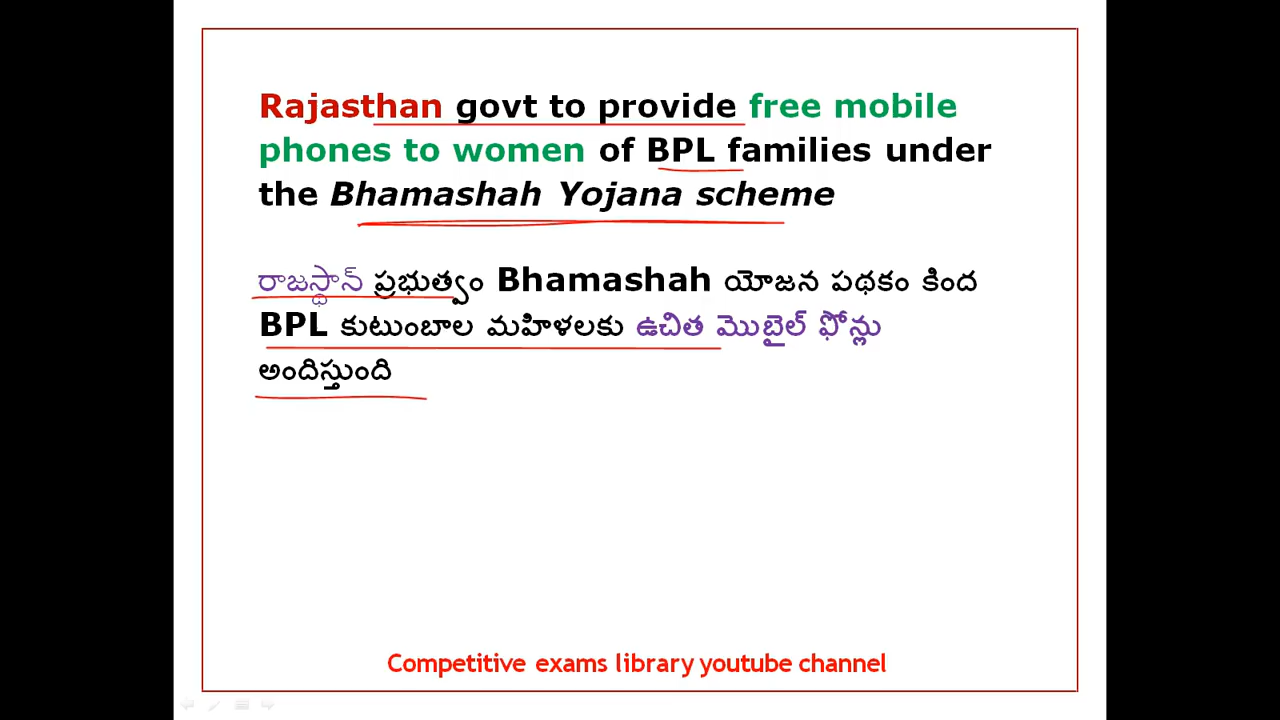 Rajasthan govt to provide free mobile
phones to women of BPL families under
the Bhamashah Yojana scheme
రాజస్థాన్ ప్రభుత్వం Bhamashah యోజన పథకం కింద
BPL కుటుంబాల మహిళలకు ఉచిత మొబైల్ ఫోన్లు
అందిస్తుంది
Competitive exams library youtube channel